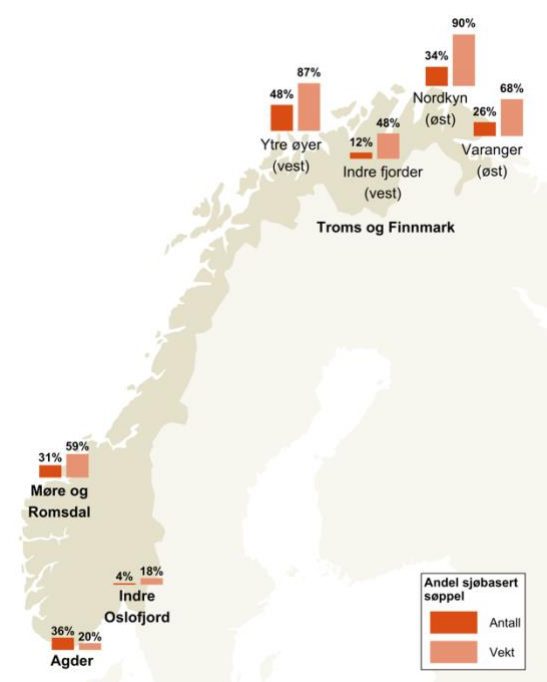 90%
34%
Nordkyn
(øst)
87%
48%
Ytre øyer
(vest)
68%
26%
Varanger
(øst)
48%
12%
Indre fjorder
(vest)
Troms og Finnmark
59%
31%
Møre og
Romsdal
4% 18%
Indre
Oslofjord
36% 20%
Agder
Andel sjøbasert
søppel
Antall
Vekt